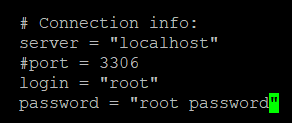 # Connection info:
server = "localhost"
#port = 3306
login = "root"
password = "root password"